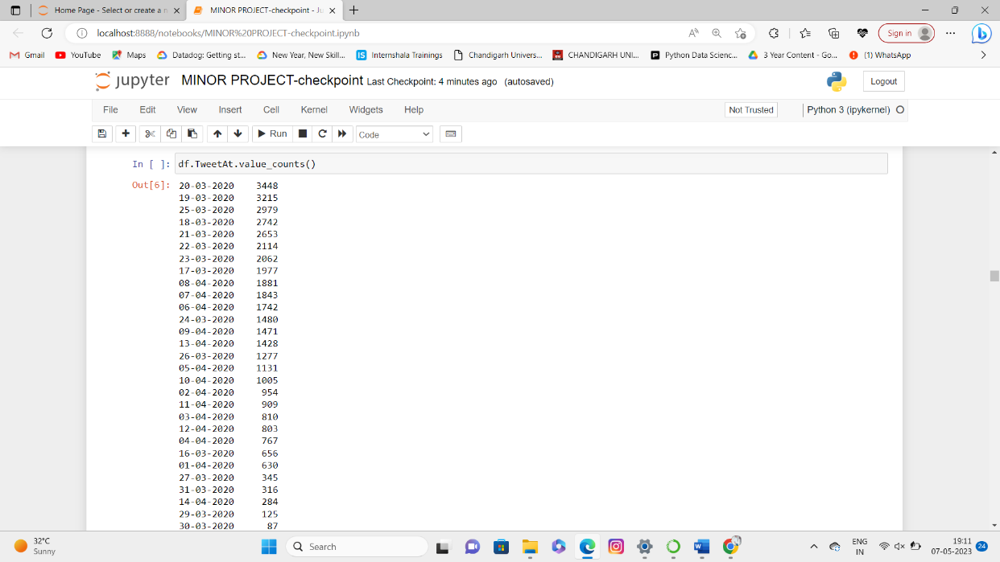 Home Page - Select or create a n
MINOR PROJECT-checkpoint - Ju
localhost:8888/notebooks/MINOR%20PROJECT-checkpoint.ipynb
Sign in
Gmail YouTube Maps Datadog: Getting st... New Year, New Skill... IS Internshala Trainings Chandigarh Univers... CHANDIGARH UNI... Python Data Scienc... 3 Year Content - Go... (1) WhatsApp
jupyter MINOR PROJECT-checkpoint Last Checkpoint: 4 minutes ago (autosaved) Logout
File Edit View Insert Cell Kernel Widgets Help Not Trusted Python 3 (ipykernel)
Run Code
In [ ]: df.TweetAt.value_counts()
Out[6]: 20-03-2020 3448
19-03-2020 3215
25-03-2020 2979
18-03-2020 2742
21-03-2020 2653
22-03-2020 2114
23-03-2020 2062
17-03-2020 1977
08-04-2020 1881
07-04-2020 1843
06-04-2020 1742
24-03-2020 1480
09-04-2020 1471
13-04-2020 1428
26-03-2020 1277
05-04-2020 1131
10-04-2020 1005
02-04-2020 954
11-04-2020 909
03-04-2020 810
12-04-2020 803
04-04-2020 767
16-03-2020 656
01-04-2020 630
27-03-2020 345
31-03-2020 316
14-04-2020 284
29-03-2020 125
30-03-2020 87
32°C
Sunny
Search
ENG
IN
19:11
07-05-2023
24